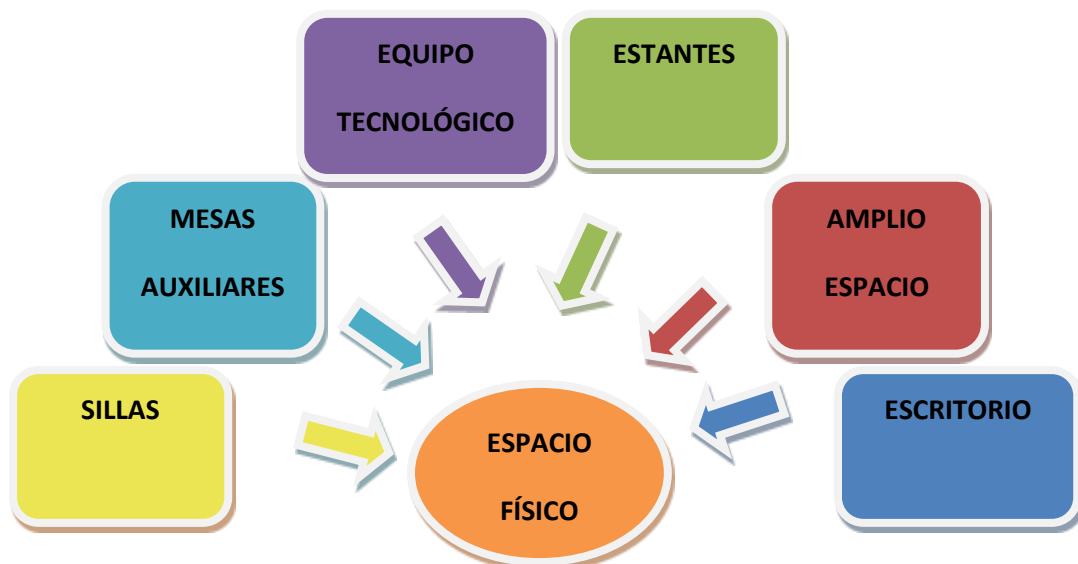 EQUIPO
TECNOLÓGICO
ESTANTES
MESAS
AUXILIARES
AMPLIO
ESPACIO
SILLAS
ESCRITORIO
ESPACIO
FÍSICO